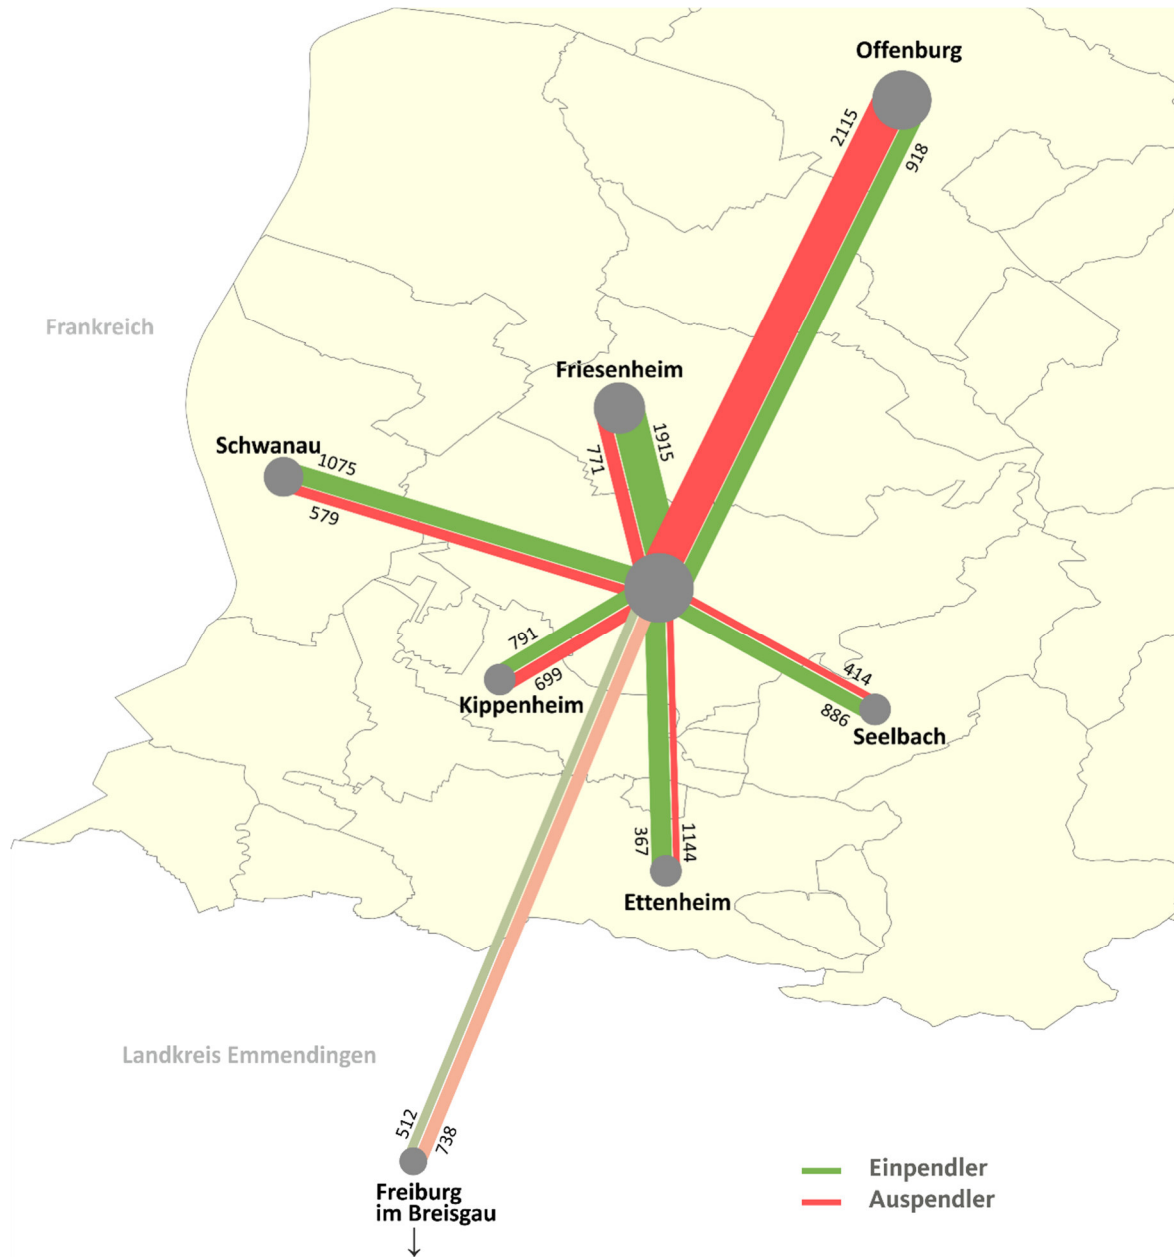 Offenburg
2115
918
Frankreich
Friesenheim
1915
771
Schwanau
1075
579
791
699
Kippenheim
414
886
Seelbach
367
1144
Ettenheim
Landkreis Emmendingen
512
738
Freiburg
im Breisgau
Einpendler
Auspendler